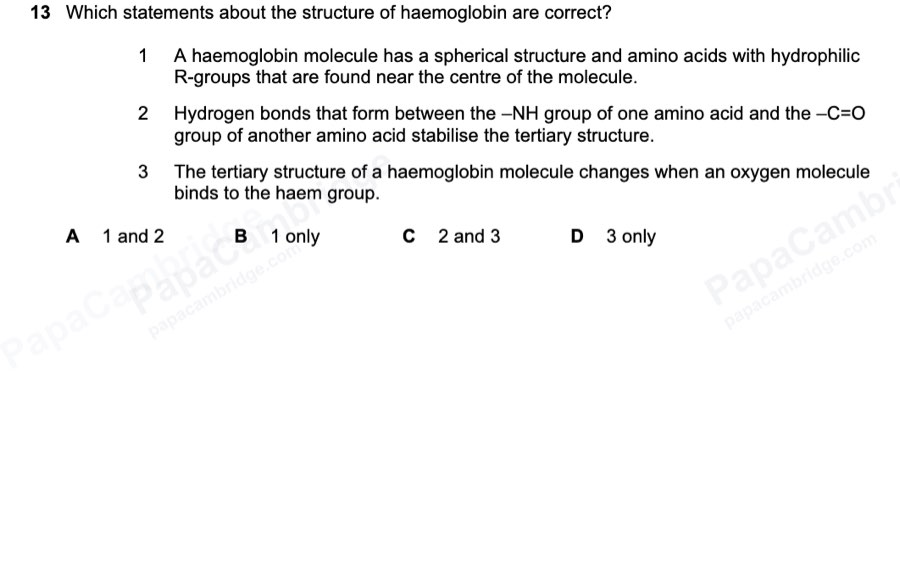 13 Which statements about the structure of haemoglobin are correct?
1 A haemoglobin molecule has a spherical structure and amino acids with hydrophilic
R-groups that are found near the centre of the molecule.
2 Hydrogen bonds that form between the –NH group of one amino acid and the –C=O
group of another amino acid stabilise the tertiary structure.
3 The tertiary structure of a haemoglobin molecule changes when an oxygen molecule
binds to the haem group.
A 1 and 2 B 1 only C 2 and 3 D 3 only
PapaCambridge
PapaCambridge
papacambridge.com
PapaCambri
papacambridge.com